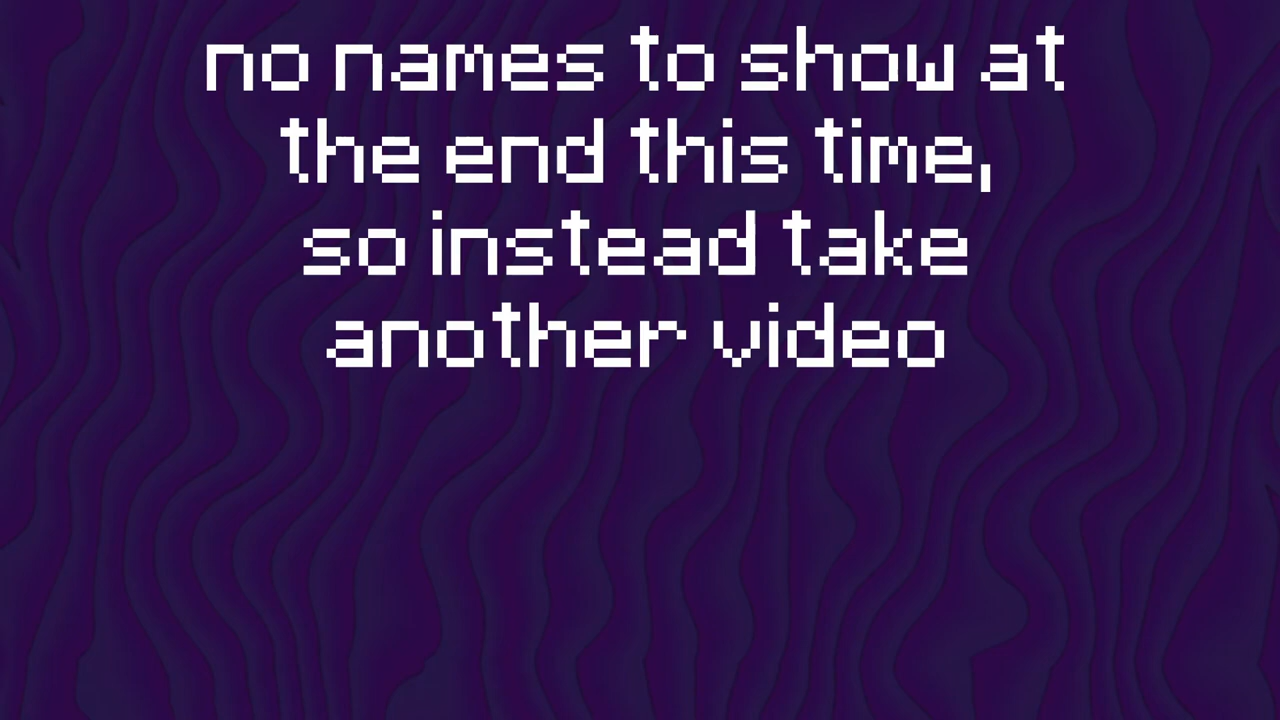 no names to show at
the end this time,
so instead take
another video